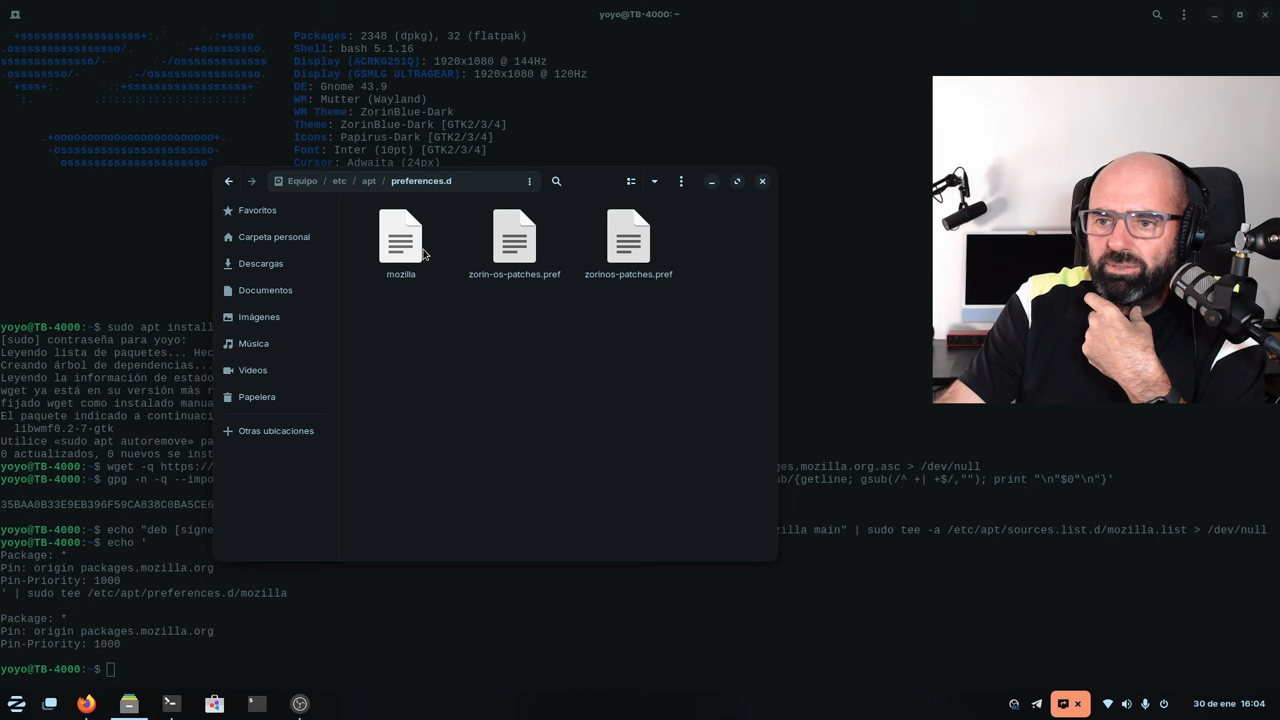 yoyo@TB-4000: ~
Packages: 2348 (dpkg), 32 (flatpak)
Shell: bash 5.1.16
Display (ACRKG251Q): 1920x1080 @ 144Hz
Display (GSMLG ULTRAGEAR): 1920x1080 @ 120Hz
DE: Gnome 43.9
WM: Mutter (Wayland)
WM Theme: ZorinBlue-Dark
Theme: ZorinBlue-Dark [GTK2/3/4]
Icons: Papirus-Dark [GTK2/3/4]
Font: Inter (10pt) [GTK2/3/4]
Cursor: Adwaita (24px)
Equipo / etc / apt / preferences.d
Favoritos
Carpeta personal
Descargas
Documentos
Imágenes
Música
Vídeos
Papelera
Otras ubicaciones
mozilla
zorin-os-patches.pref
zorinos-patches.pref
yoyo@TB-4000:~$ sudo apt install
[sudo] contraseña para yoyo:
Leyendo lista de paquetes... Hec
Creando árbol de dependencias...
Leyendo la información de estado
wget ya está en su versión más r
fijado wget como instalado manua
El paquete indicado a continuaci
libwmf0.2-7-gtk
Utilice «sudo apt autoremove» pa
0 actualizados, 0 nuevos se inst
yoyo@TB-4000:~$ wget -q https:// ges.mozilla.org.asc > /dev/null
yoyo@TB-4000:~$ gpg -n -q --impo ub/{getline; gsub(/^ +| +$/,""); print "\n"$0"\n"}'
35BAA0B33E9EB396F59CA838C0BA5CE6
yoyo@TB-4000:~$ echo "deb [signe zilla main" | sudo tee -a /etc/apt/sources.list.d/mozilla.list > /dev/null
yoyo@TB-4000:~$ echo '
Package: *
Pin: origin packages.mozilla.org
Pin-Priority: 1000
' | sudo tee /etc/apt/preferences.d/mozilla
Package: *
Pin: origin packages.mozilla.org
Pin-Priority: 1000
yoyo@TB-4000:~$
30 de ene 16:04